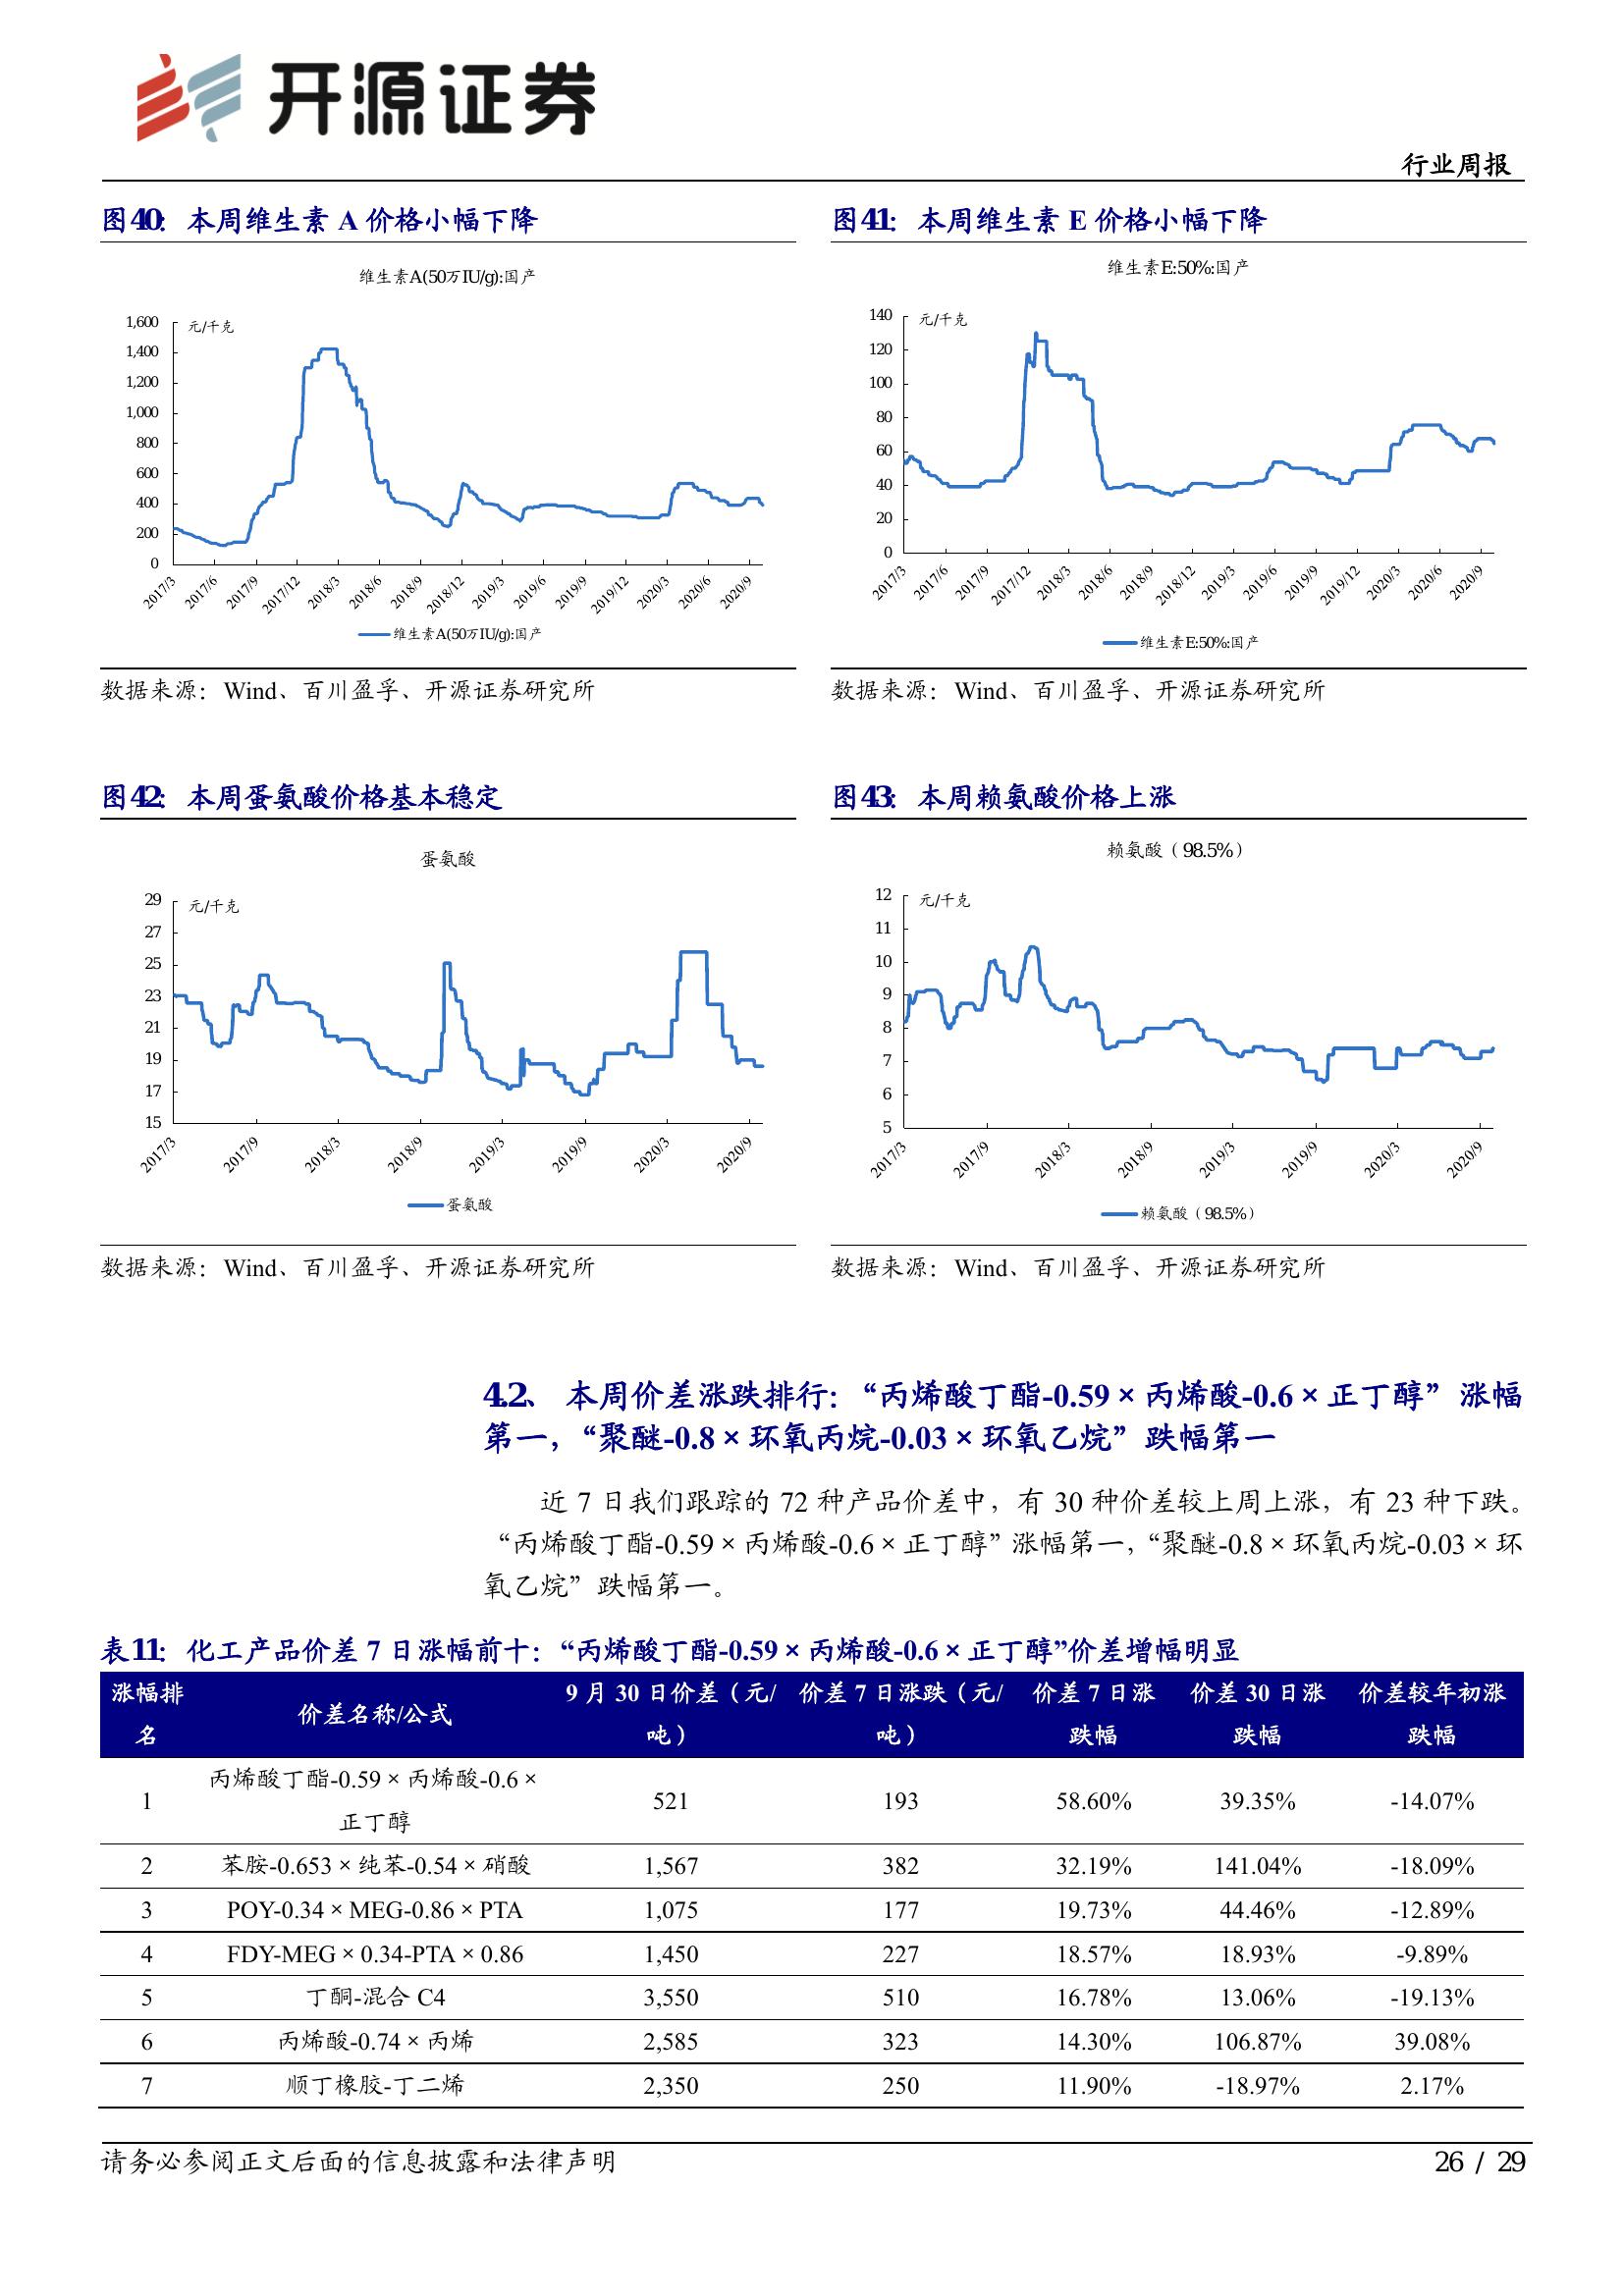 开源证券
行业周报
图40： 本周维生素 A 价格小幅下降
维生素A(50万IU/g):国产
元/千克
1,600
1,400
1,200
1,000
800
600
400
200
0
2017/3
2017/6
2017/9
2017/12
2018/3
2018/6
2018/9
2018/12
2019/3
2019/6
2019/9
2019/12
2020/3
2020/6
2020/9
维生素A(50万IU/g):国产
数据来源：Wind、百川盈孚、开源证券研究所
图41： 本周维生素 E 价格小幅下降
维生素E:50%:国产
元/千克
140
120
100
80
60
40
20
0
2017/3
2017/6
2017/9
2017/12
2018/3
2018/6
2018/9
2018/12
2019/3
2019/6
2019/9
2019/12
2020/3
2020/6
2020/9
维生素E:50%:国产
数据来源：Wind、百川盈孚、开源证券研究所
图42： 本周蛋氨酸价格基本稳定
蛋氨酸
元/千克
29
27
25
23
21
19
17
15
2017/3
2017/9
2018/3
2018/9
2019/3
2019/9
2020/3
2020/9
蛋氨酸
数据来源：Wind、百川盈孚、开源证券研究所
图43： 本周赖氨酸价格上涨
赖氨酸（98.5%）
元/千克
12
11
10
9
8
7
6
5
2017/3
2017/9
2018/3
2018/9
2019/3
2019/9
2020/3
2020/9
赖氨酸（98.5%）
数据来源：Wind、百川盈孚、开源证券研究所
4.2、 本周价差涨跌排行：“丙烯酸丁酯-0.59×丙烯酸-0.6×正丁醇”涨幅
第一，“聚醚-0.8×环氧丙烷-0.03×环氧乙烷”跌幅第一
近 7 日我们跟踪的 72 种产品价差中，有 30 种价差较上周上涨，有 23 种下跌。
“丙烯酸丁酯-0.59×丙烯酸-0.6×正丁醇”涨幅第一，“聚醚-0.8×环氧丙烷-0.03×环
氧乙烷”跌幅第一。
表11： 化工产品价差 7 日涨幅前十：“丙烯酸丁酯-0.59×丙烯酸-0.6×正丁醇”价差增幅明显
涨幅排 9 月 30 日价差（元/ 价差 7 日涨跌（元/ 价差 7 日涨 价差 30 日涨 价差较年初涨
价差名称/公式
名 吨） 吨） 跌幅 跌幅 跌幅
丙烯酸丁酯-0.59×丙烯酸-0.6×
1 521 193 58.60% 39.35% -14.07%
正丁醇
2 苯胺-0.653×纯苯-0.54×硝酸 1,567 382 32.19% 141.04% -18.09%
3 POY-0.34×MEG-0.86×PTA 1,075 177 19.73% 44.46% -12.89%
4 FDY-MEG×0.34-PTA×0.86 1,450 227 18.57% 18.93% -9.89%
5 丁酮-混合 C4 3,550 510 16.78% 13.06% -19.13%
6 丙烯酸-0.74×丙烯 2,585 323 14.30% 106.87% 39.08%
7 顺丁橡胶-丁二烯 2,350 250 11.90% -18.97% 2.17%
请务必参阅正文后面的信息披露和法律声明
26 / 29